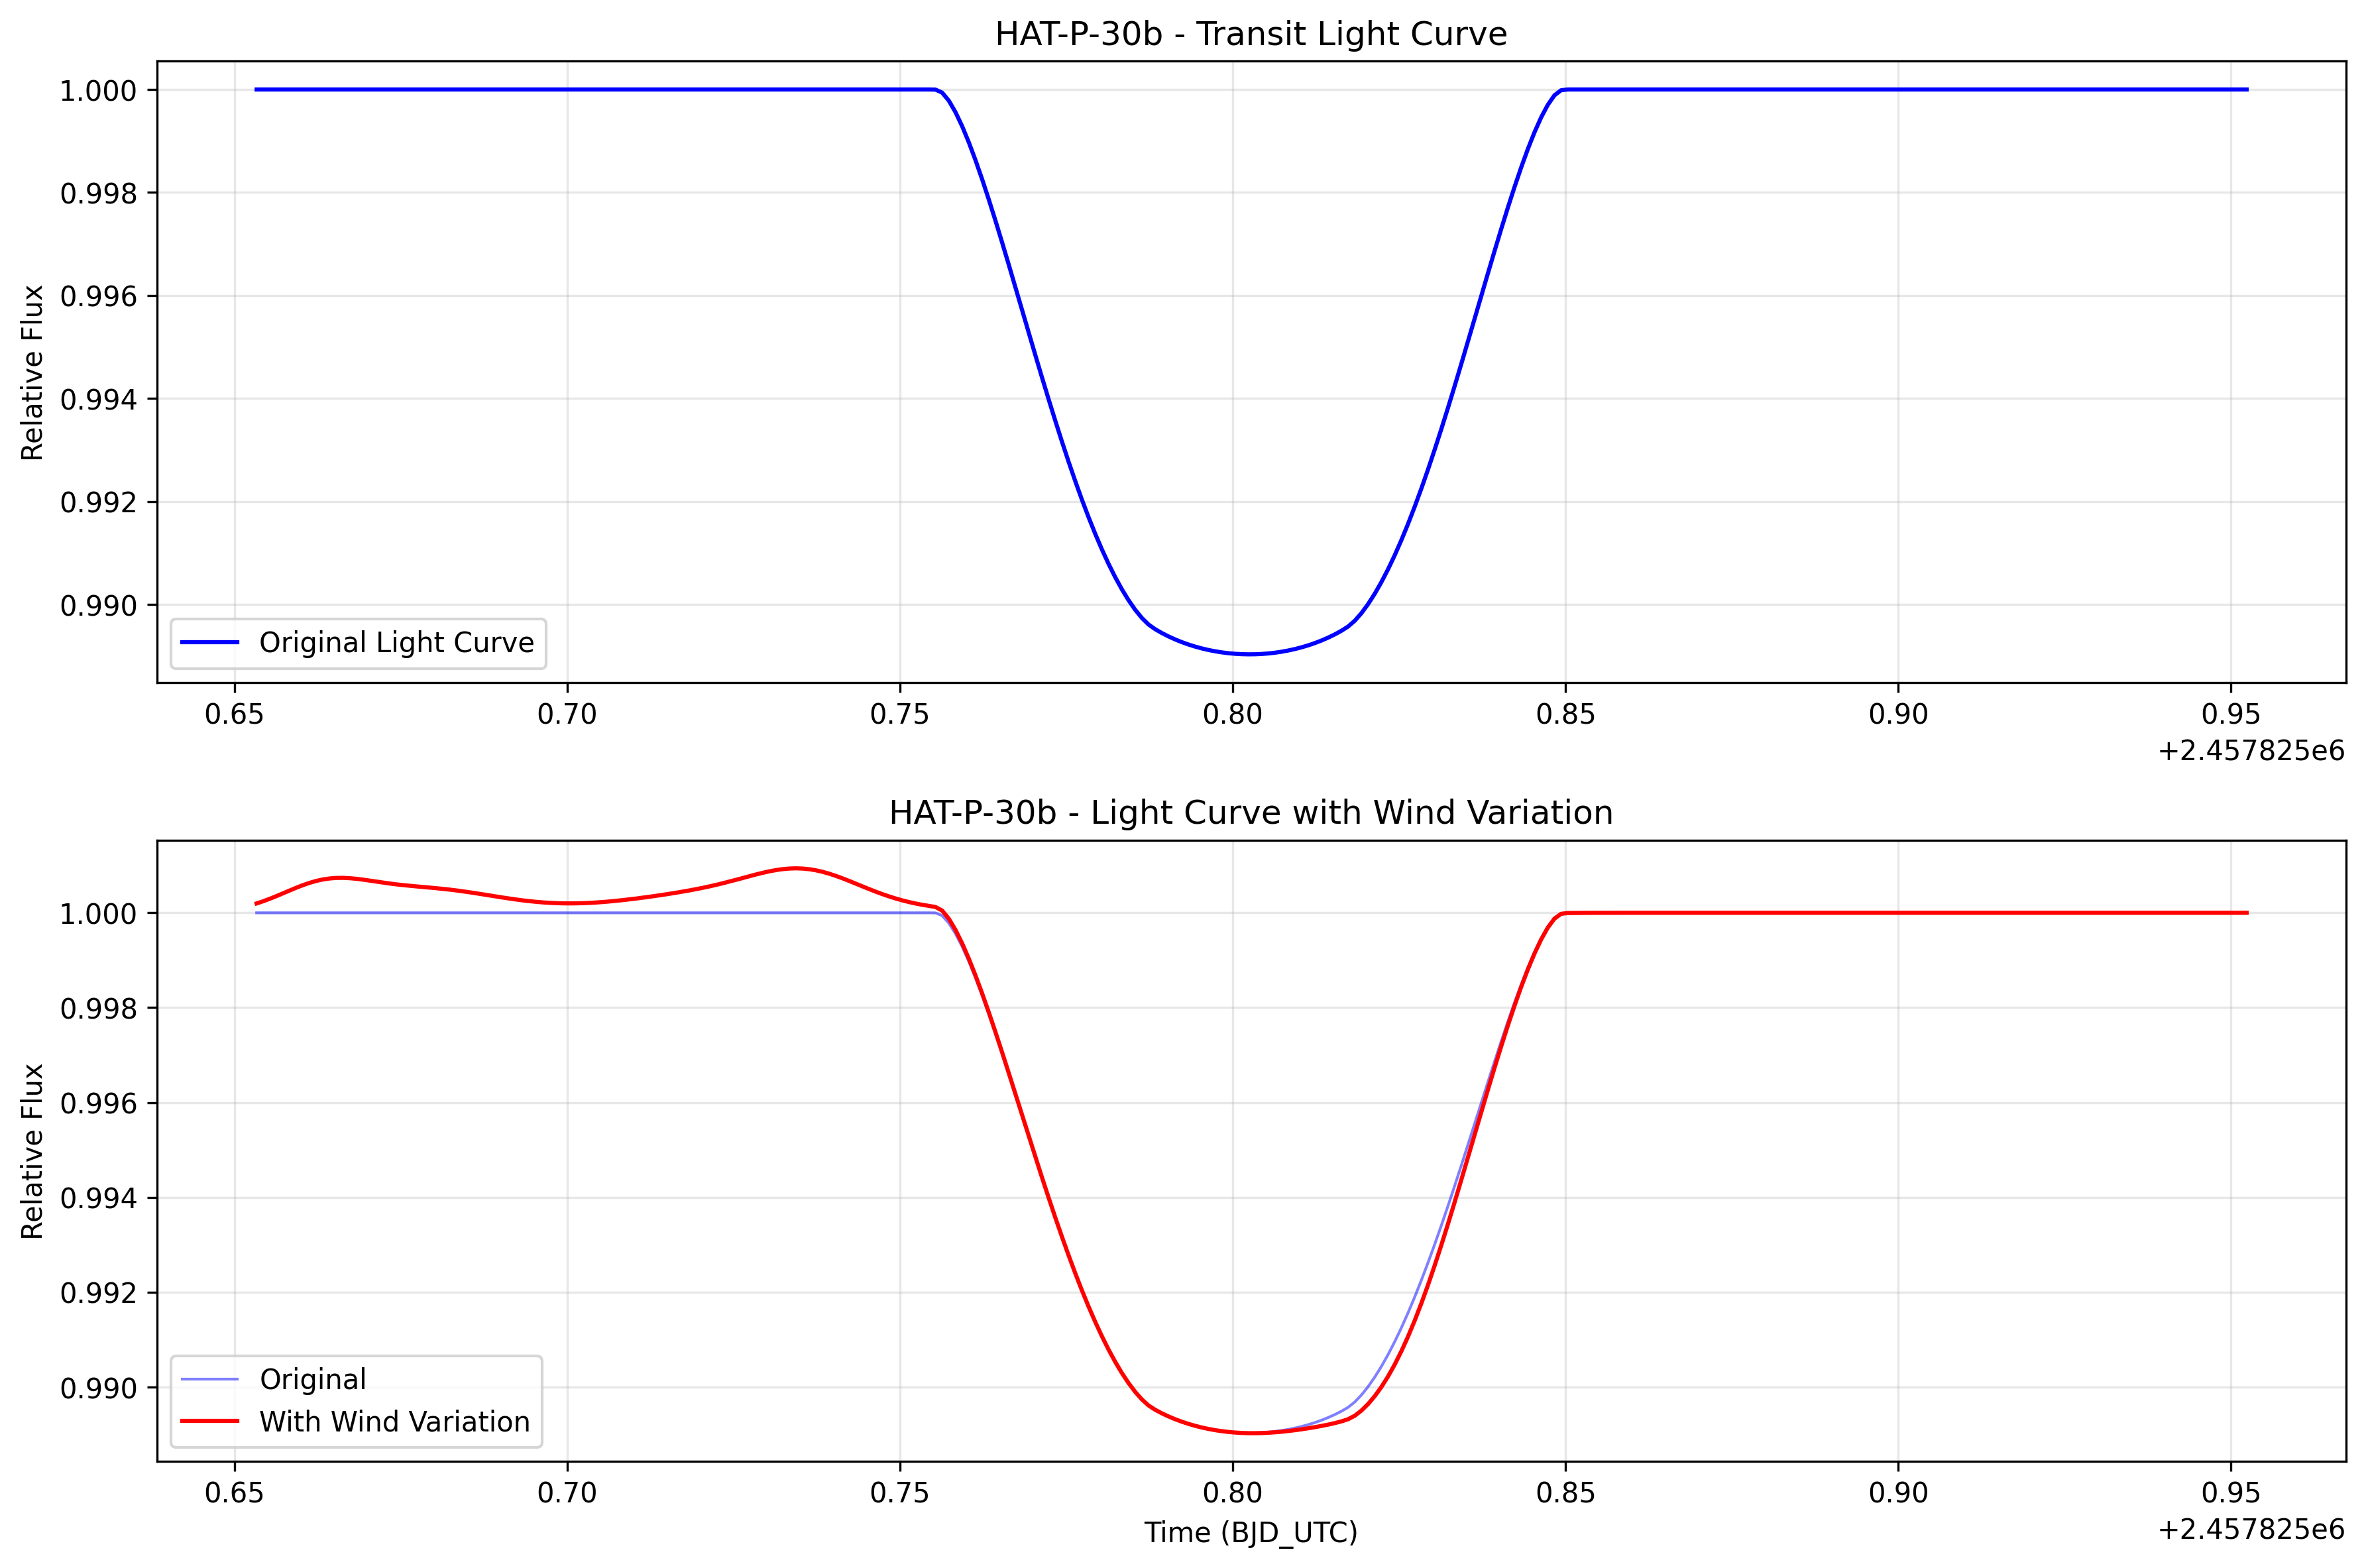 HAT-P-30b - Transit Light Curve
Relative Flux
1.000
0.998
0.996
0.994
0.992
0.990
Original Light Curve
0.65 0.70 0.75 0.80 0.85 0.90 0.95
+2.457825e6
HAT-P-30b - Light Curve with Wind Variation
Relative Flux
1.000
0.998
0.996
0.994
0.992
0.990
Original
With Wind Variation
0.65 0.70 0.75 0.80 0.85 0.90 0.95
Time (BJD_UTC)
+2.457825e6